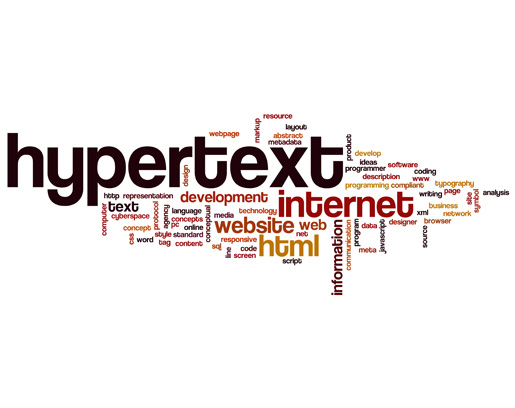 resource
layout
markup
webpage
abstract
metadata
hypertext
product
develop
ideas
programmer
software
coding
description
www
design
programming
compliant
typography
page
writing
analysis
site
symbol
http
representation
development
internet
text
computer
cyberspace
protocol
agency
language
concepts
conceptual
media
technology
xml
business
network
concept
pc
online
website
web
information
communication
program
data
javascript
designer
browser
source
css
word
style
standard
tag
content
sql
responsive
net
html
line
code
screen
script
meta